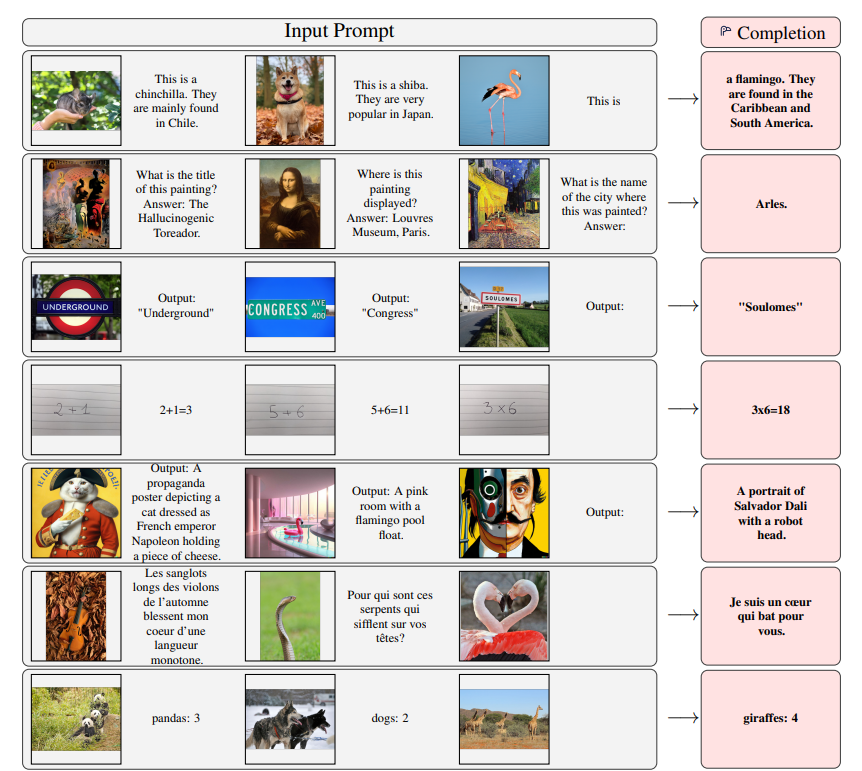 Input Prompt
Completion
This is a
chinchilla. They
are mainly found
in Chile.
This is a shiba.
They are very
popular in Japan.
This is
a flamingo. They
are found in the
Caribbean and
South America.
What is the title
of this painting?
Answer: The
Hallucinogenic
Toreador.
Where is this
painting
displayed?
Answer: Louvres
Museum, Paris.
What is the name
of the city where
this was painted?
Answer:
Arles.
UNDERGROUND
Output:
"Underground"
CONGRESS AVE
400
Output:
"Congress"
SOULOMES
Output:
"Soulomes"
2+1
2+1=3
5+6
5+6=11
3x6
3x6=18
Output: A
propaganda
poster depicting a
cat dressed as
French emperor
Napoleon holding
a piece of cheese.
Output: A pink
room with a
flamingo pool
float.
Output:
A portrait of
Salvador Dali
with a robot
head.
Les sanglots
longs des violons
de l'automne
blessent mon
coeur d'une
langueur
monotone.
Pour qui sont ces
serpents qui
sifflent sur vos
têtes?
Je suis un cœur
qui bat pour
vous.
pandas: 3
dogs: 2
giraffes: 4